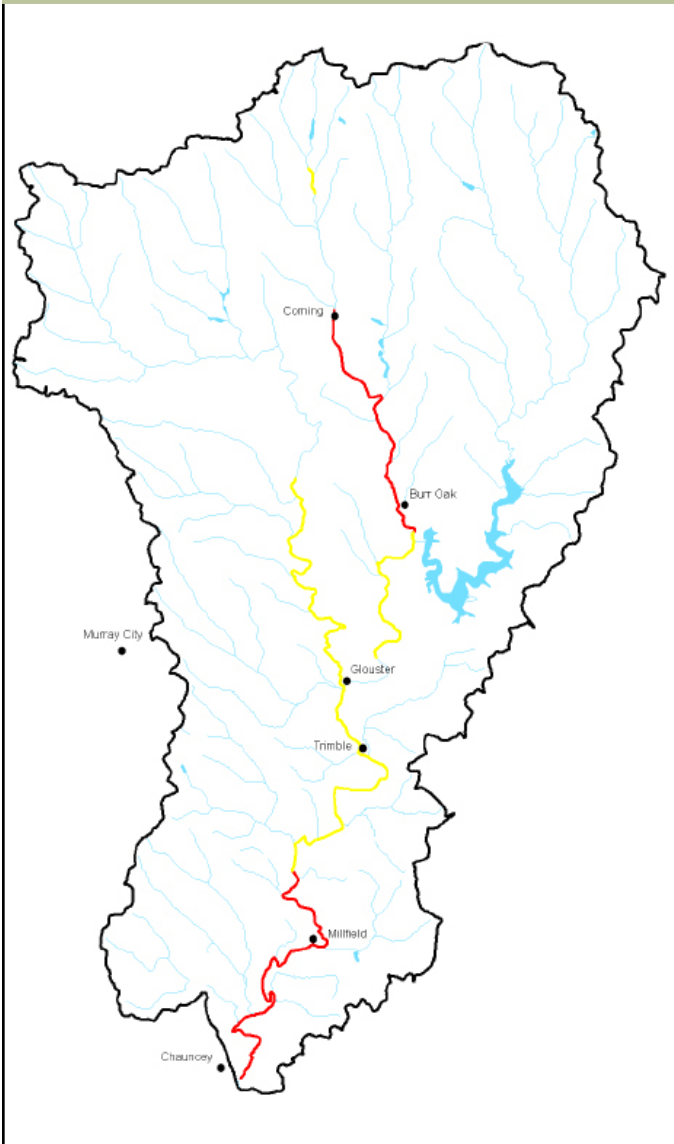 Corning
Burr Oak
Murray City
Glouster
Trimble
Millfield
Chauncey